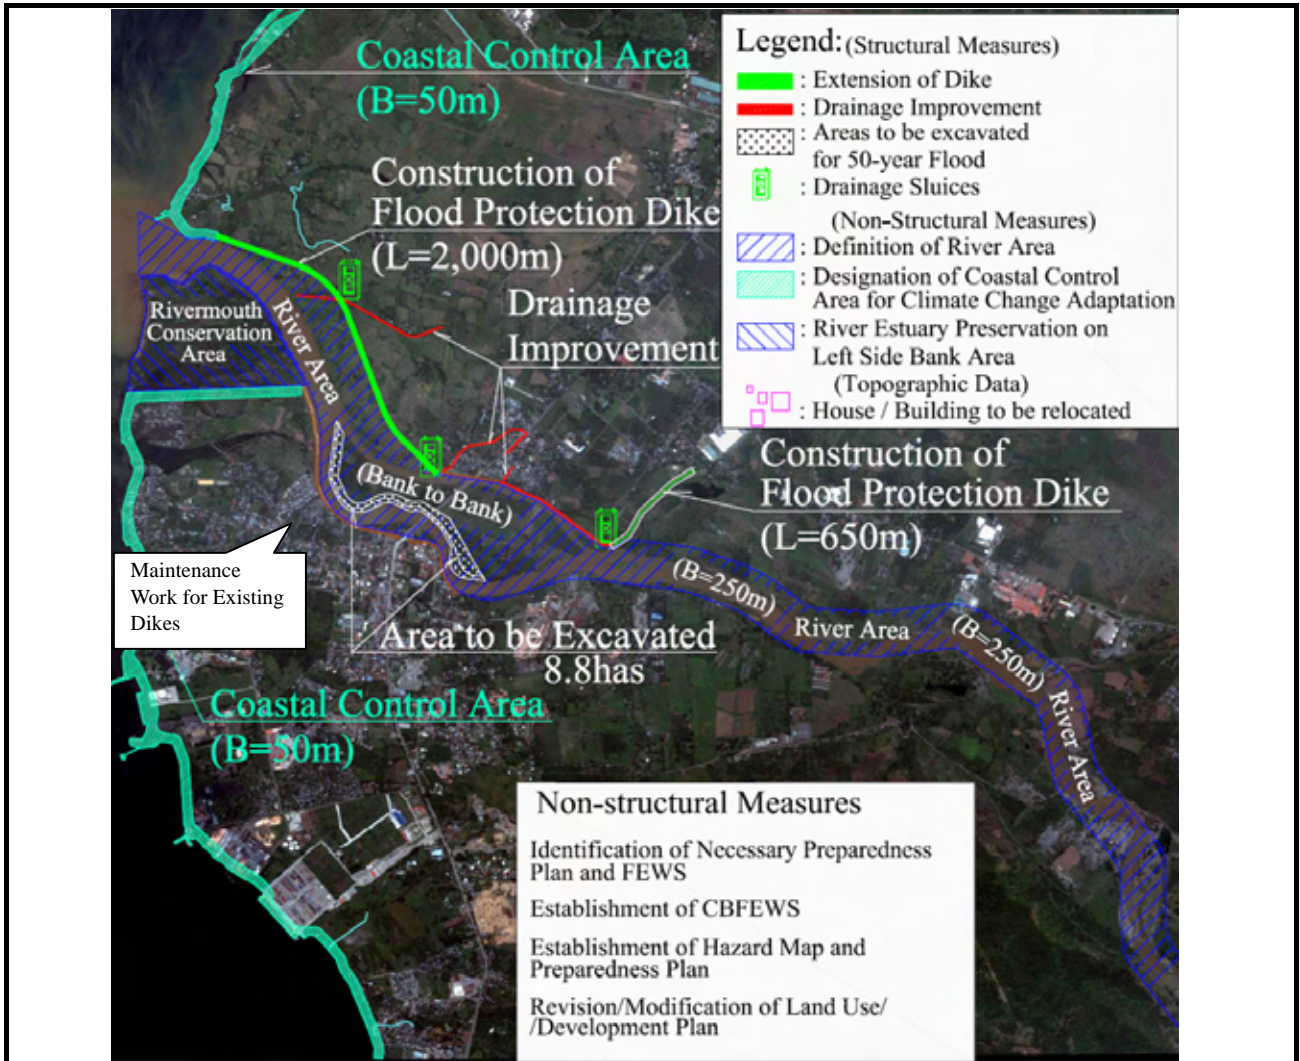 Coastal Control Area
(B=50m)
Construction of
Flood Protection Dike
(L=2,000m)
Drainage
Improvement
Rivermouth
Conservation
Area
River Area
(Bank to Bank)
Legend: (Structural Measures)
: Extension of Dike
: Drainage Improvement
: Areas to be excavated
for 50-year Flood
: Drainage Sluices
(Non-Structural Measures)
: Definition of River Area
: Designation of Coastal Control
Area for Climate Change Adaptation
: River Estuary Preservation on
Left Side Bank Area
(Topographic Data)
: House / Building to be relocated
Construction of
Flood Protection Dike
(L=650m)
Maintenance
Work for Existing
Dikes
(B=250m)
River Area
(B=250m)
River Area
Area to be Excavated
8.8has
Coastal Control Area
(B=50m)
Non-structural Measures
Identification of Necessary Preparedness
Plan and FEWS
Establishment of CBFEWS
Establishment of Hazard Map and
Preparedness Plan
Revision/Modification of Land Use/
/Development Plan